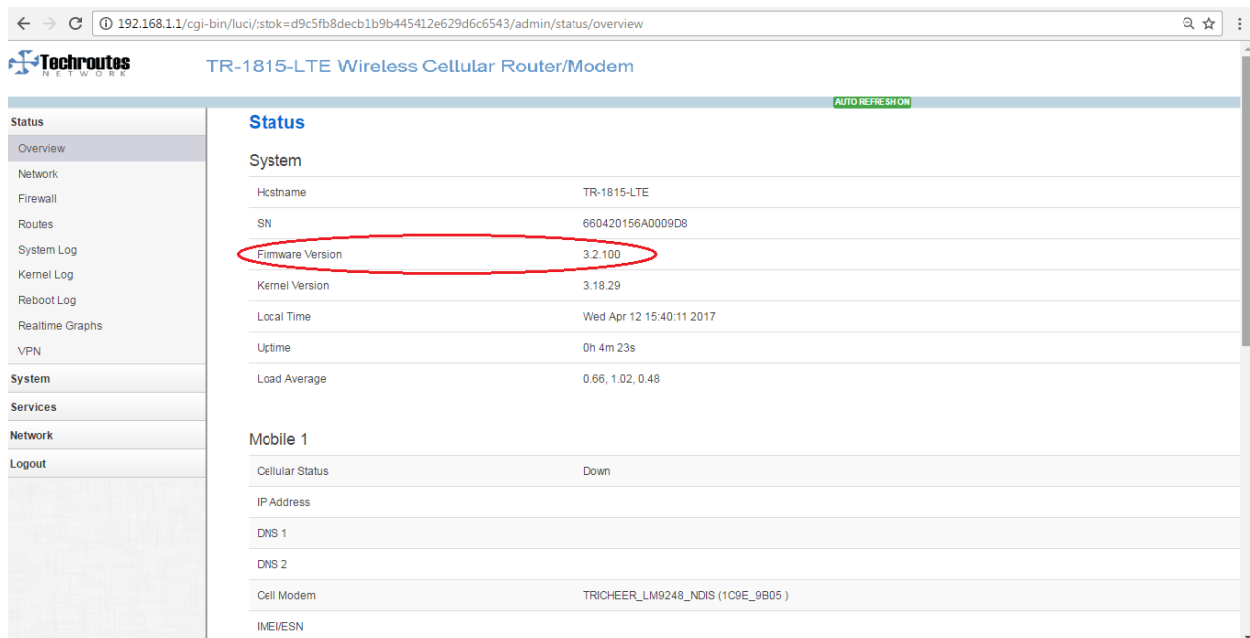 192.168.1.1/cgi-bin/luci/;stok=d9c5fb8decb1b9b445412e629d6c6543/admin/status/overview
Techroutes
NETWORK
TR-1815-LTE Wireless Cellular Router/Modem
AUTO REFRESH ON
Status
Overview
Network
Firewall
Routes
System Log
Kernel Log
Reboot Log
Realtime Graphs
VPN
System
Services
Network
Logout
Status
System
Hostname TR-1815-LTE
SN 660420156A0009D8
Firmware Version 3.2.100
Kernel Version 3.18.29
Local Time Wed Apr 12 15:40:11 2017
Uptime 0h 4m 23s
Load Average 0.66, 1.02, 0.48
Mobile 1
Cellular Status Down
IP Address
DNS 1
DNS 2
Cell Modem TRICHEER_LM9248_NDIS (1C9E_9B05 )
IMEI/ESN